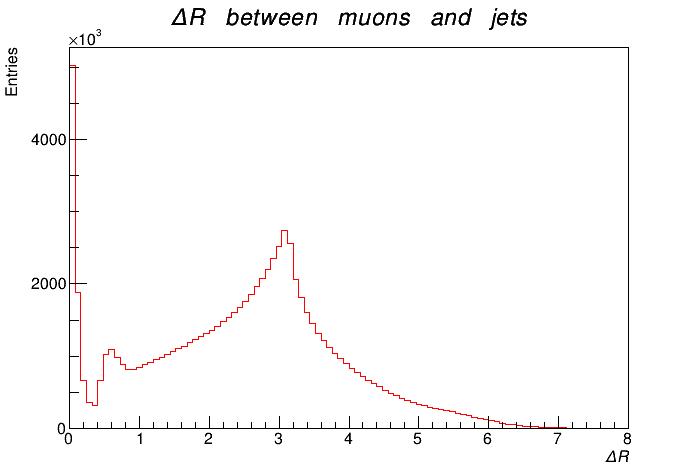 ΔR between muons and jets
×10³
Entries
4000
2000
0
0 1 2 3 4 5 6 7 8
ΔR